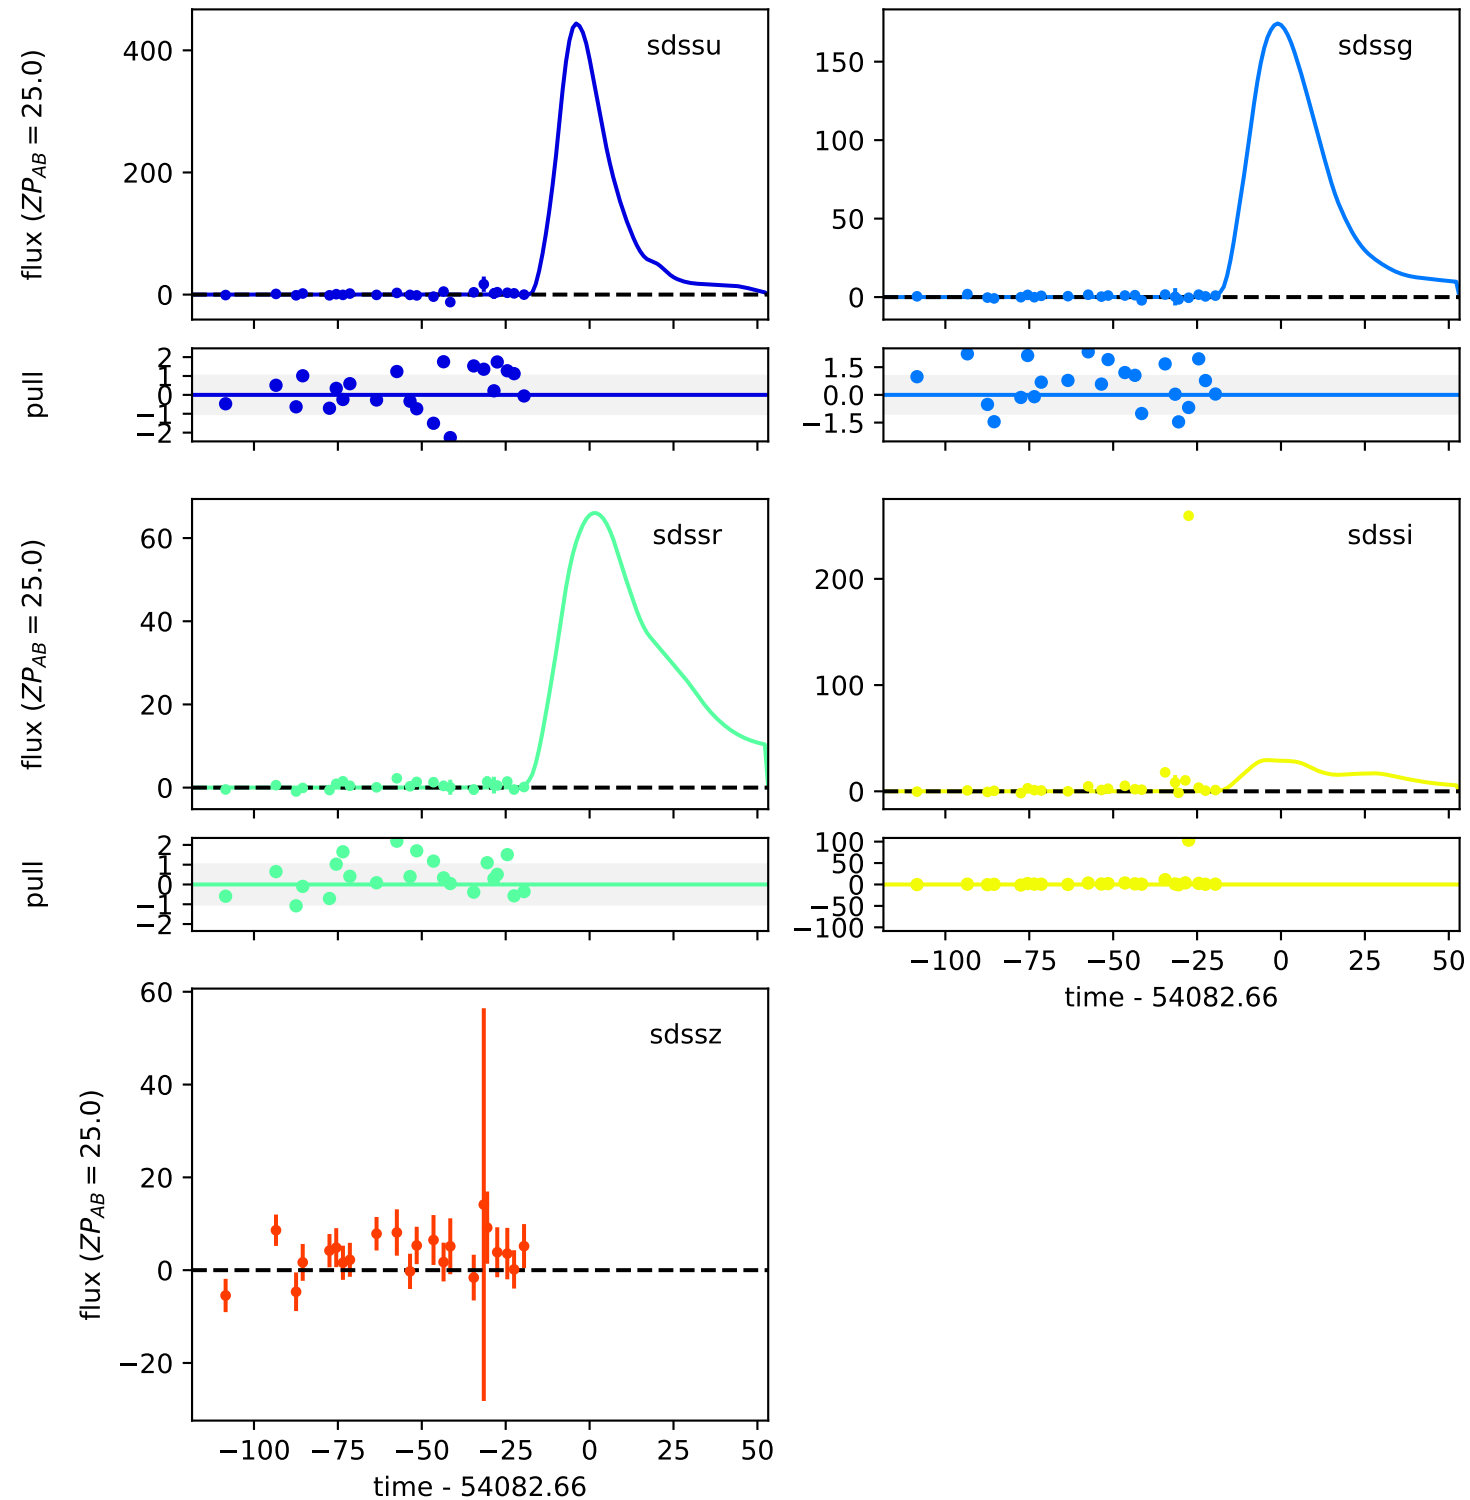 sdssu
flux (ZP_AB = 25.0)
400
200
0
sdssg
150
100
50
0
pull
2
1
0
−1
−2
1.5
0.0
−1.5
sdssr
flux (ZP_AB = 25.0)
60
40
20
0
sdssi
200
100
0
pull
2
1
0
−1
−2
100
50
0
−50
−100
−100 −75 −50 −25 0 25 50
time - 54082.66
sdssz
flux (ZP_AB = 25.0)
60
40
20
0
−20
−100 −75 −50 −25 0 25 50
time - 54082.66